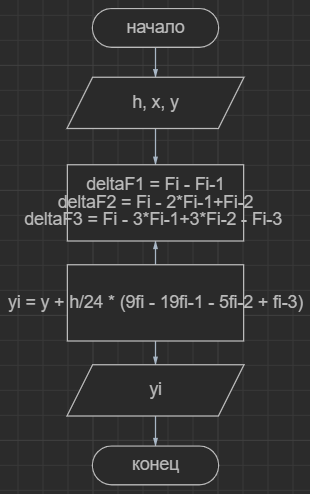 начало
h, x, y
deltaF1 = Fi - Fi-1
deltaF2 = Fi - 2*Fi-1+Fi-2
deltaF3 = Fi - 3*Fi-1+3*Fi-2 - Fi-3
yi = y + h/24 * (9fi - 19fi-1 - 5fi-2 + fi-3)
yi
конец